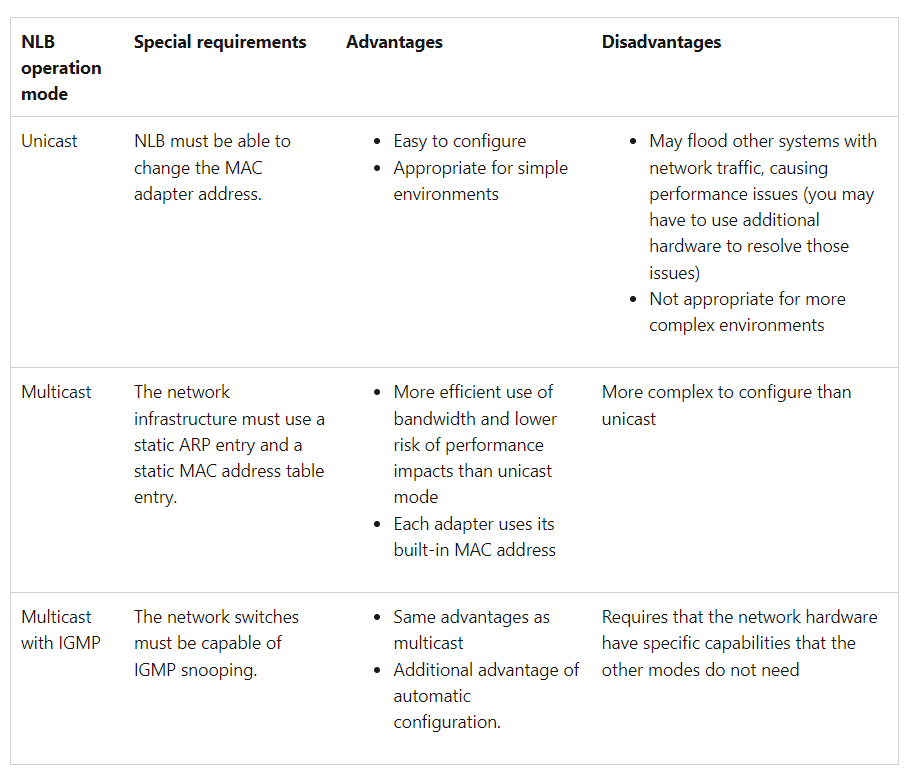 NLB operation mode
Special requirements
Advantages
Disadvantages
Unicast
NLB must be able to
change the MAC
adapter address.
• Easy to configure
• Appropriate for simple
environments
• May flood other systems with
network traffic, causing
performance issues (you may
have to use additional
hardware to resolve those
issues)
• Not appropriate for more
complex environments
Multicast
The network
infrastructure must use a
static ARP entry and a
static MAC address table
entry.
• More efficient use of
bandwidth and lower
risk of performance
impacts than unicast
mode
• Each adapter uses its
built-in MAC address
More complex to configure than
unicast
Multicast
with IGMP
The network switches
must be capable of
IGMP snooping.
• Same advantages as
multicast
• Additional advantage of
automatic
configuration.
Requires that the network hardware
have specific capabilities that the
other modes do not need